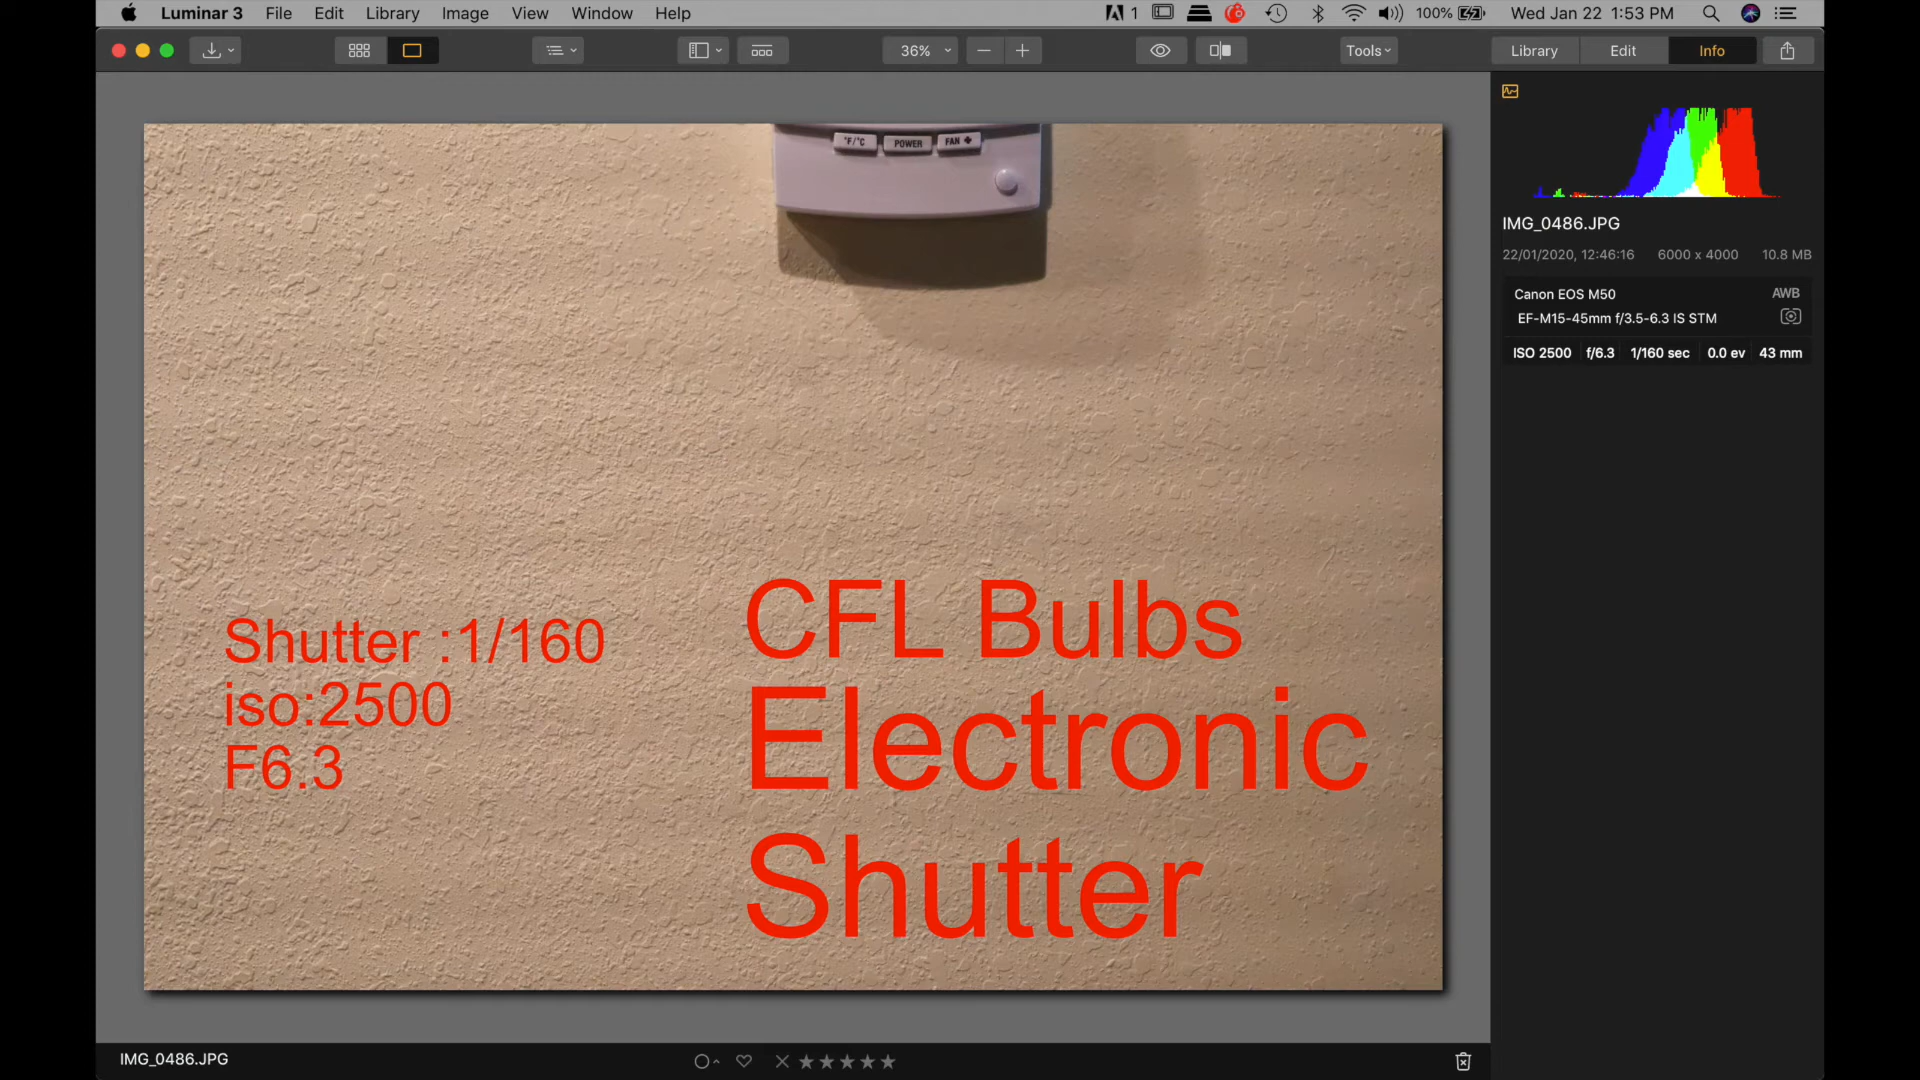 Luminar 3 File Edit Library Image View Window Help 1 100% Wed Jan 22 1:53 PM
36% Tools Library Edit Info
°F/°C POWER FAN
IMG_0486.JPG
22/01/2020, 12:46:16 6000 x 4000 10.8 MB
Canon EOS M50 AWB
EF-M15-45mm f/3.5-6.3 IS STM
ISO 2500 f/6.3 1/160 sec 0.0 ev 43 mm
Shutter :1/160
iso:2500
F6.3
CFL Bulbs
Electronic
Shutter
IMG_0486.JPG